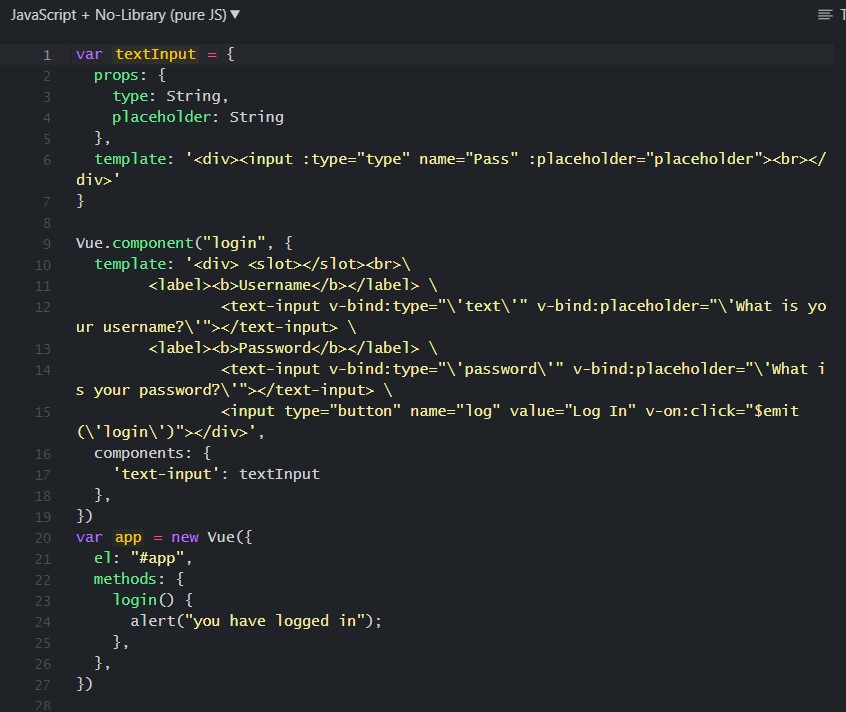 JavaScript + No-Library (pure JS) ▼
1 var textInput = {
2 props: {
3 type: String,
4 placeholder: String
5 },
6 template: '<div><input :type="type" name="Pass" :placeholder="placeholder"><br></
div>'
7 }
8
9 Vue.component("login", {
10 template: '<div> <slot></slot><br>\
11 <label><b>Username</b></label> \
12 <text-input v-bind:type="\'text\'" v-bind:placeholder="\'What is yo
ur username?\'"></text-input> \
13 <label><b>Password</b></label> \
14 <text-input v-bind:type="\'password\'" v-bind:placeholder="\'What i
s your password?\'"></text-input> \
15 <input type="button" name="log" value="Log In" v-on:click="$emit
(\'login\')"></div>',
16 components: {
17 'text-input': textInput
18 },
19 })
20 var app = new Vue({
21 el: "#app",
22 methods: {
23 login() {
24 alert("you have logged in");
25 },
26 },
27 })
28